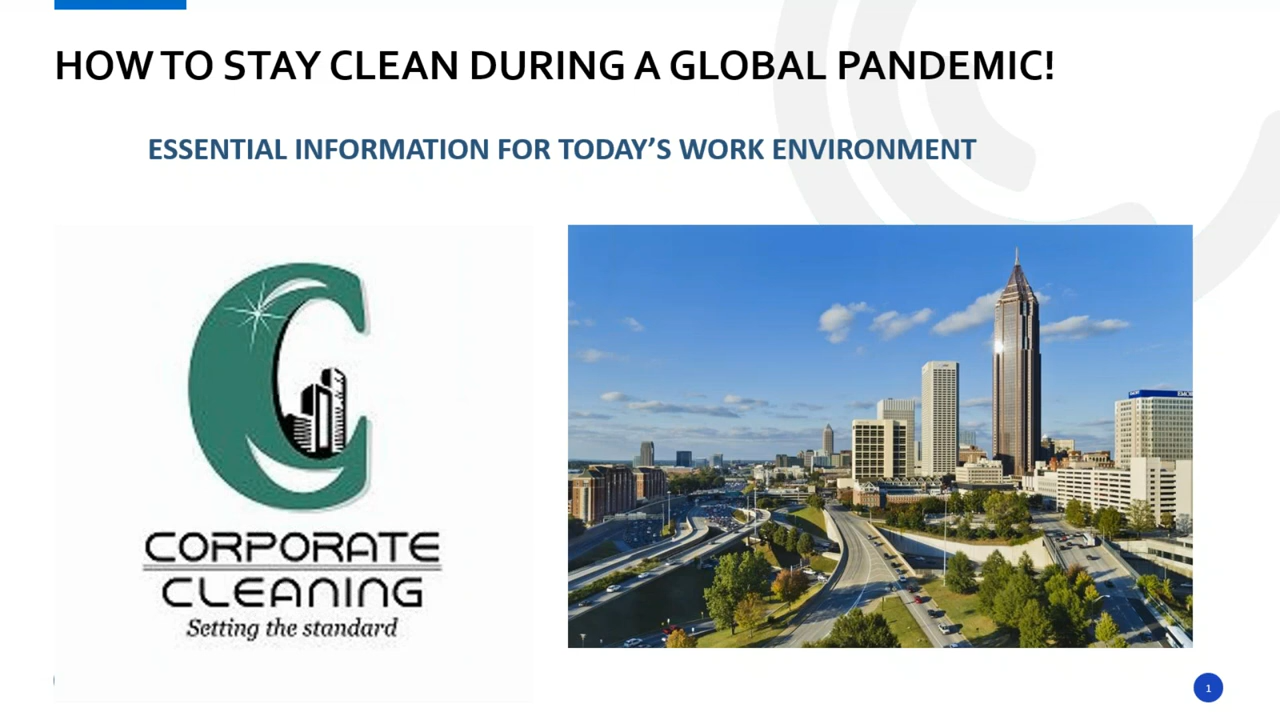 HOW TO STAY CLEAN DURING A GLOBAL PANDEMIC!
ESSENTIAL INFORMATION FOR TODAY'S WORK ENVIRONMENT
CORPORATE
CLEANING
Setting the standard
1